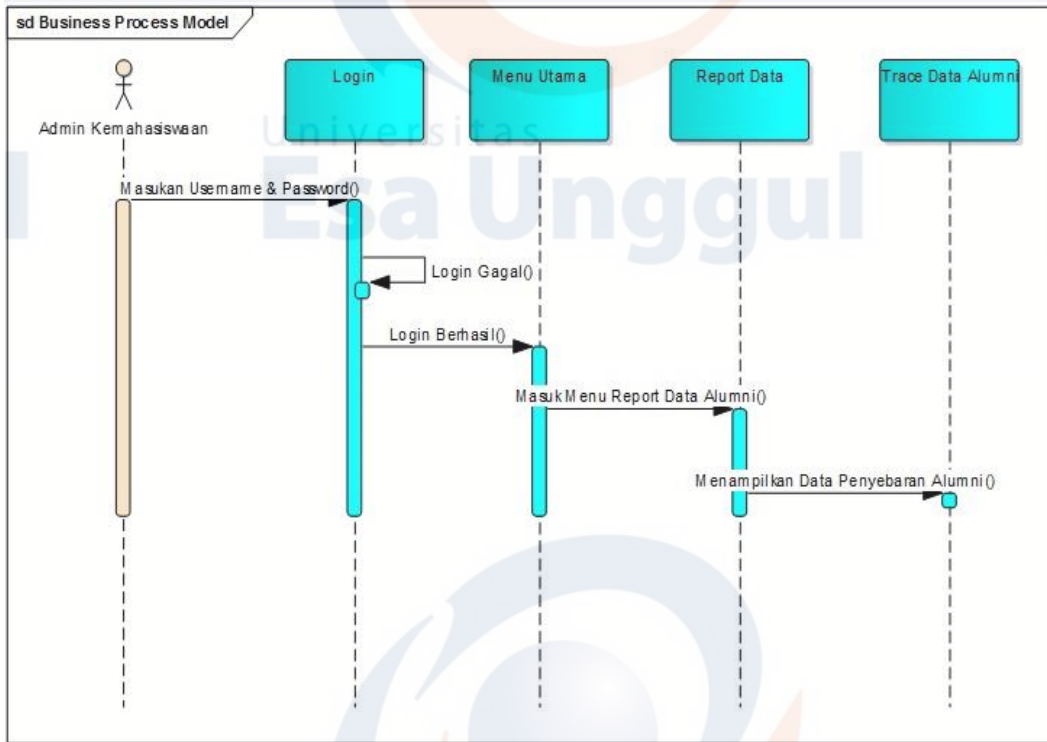 sd Business Process Model
Login
Menu Utama
Report Data
Trace Data Alumni
Admin Kemahasiswaan
Universitas
Esa Unggul
l
Masukan Username & Password()
Login Gagal()
Login Berhasil()
Masuk Menu Report Data Alumni()
Menampilkan Data Penyebaran Alumni()